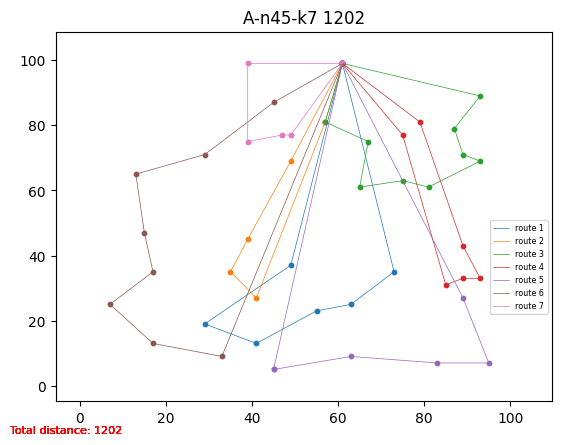 A-n45-k7 1202
100
80
60
40
20
0
route 1
route 2
route 3
route 4
route 5
route 6
route 7
0 20 40 60 80 100
Total distance: 1202